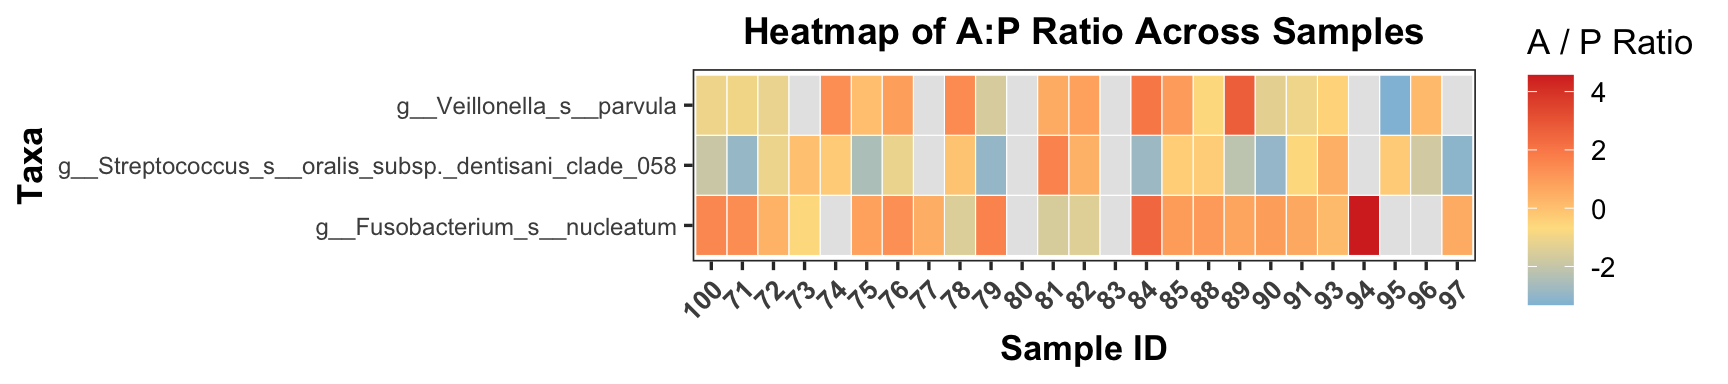 Heatmap of A:P Ratio Across Samples
A / P Ratio
4
2
0
-2
Taxa
g__Veillonella_s__parvula
g__Streptococcus_s__oralis_subsp._dentisani_clade_058
g__Fusobacterium_s__nucleatum
100 71 72 73 74 75 76 77 78 79 80 81 82 83 84 85 88 89 90 91 93 94 95 96 97
Sample ID